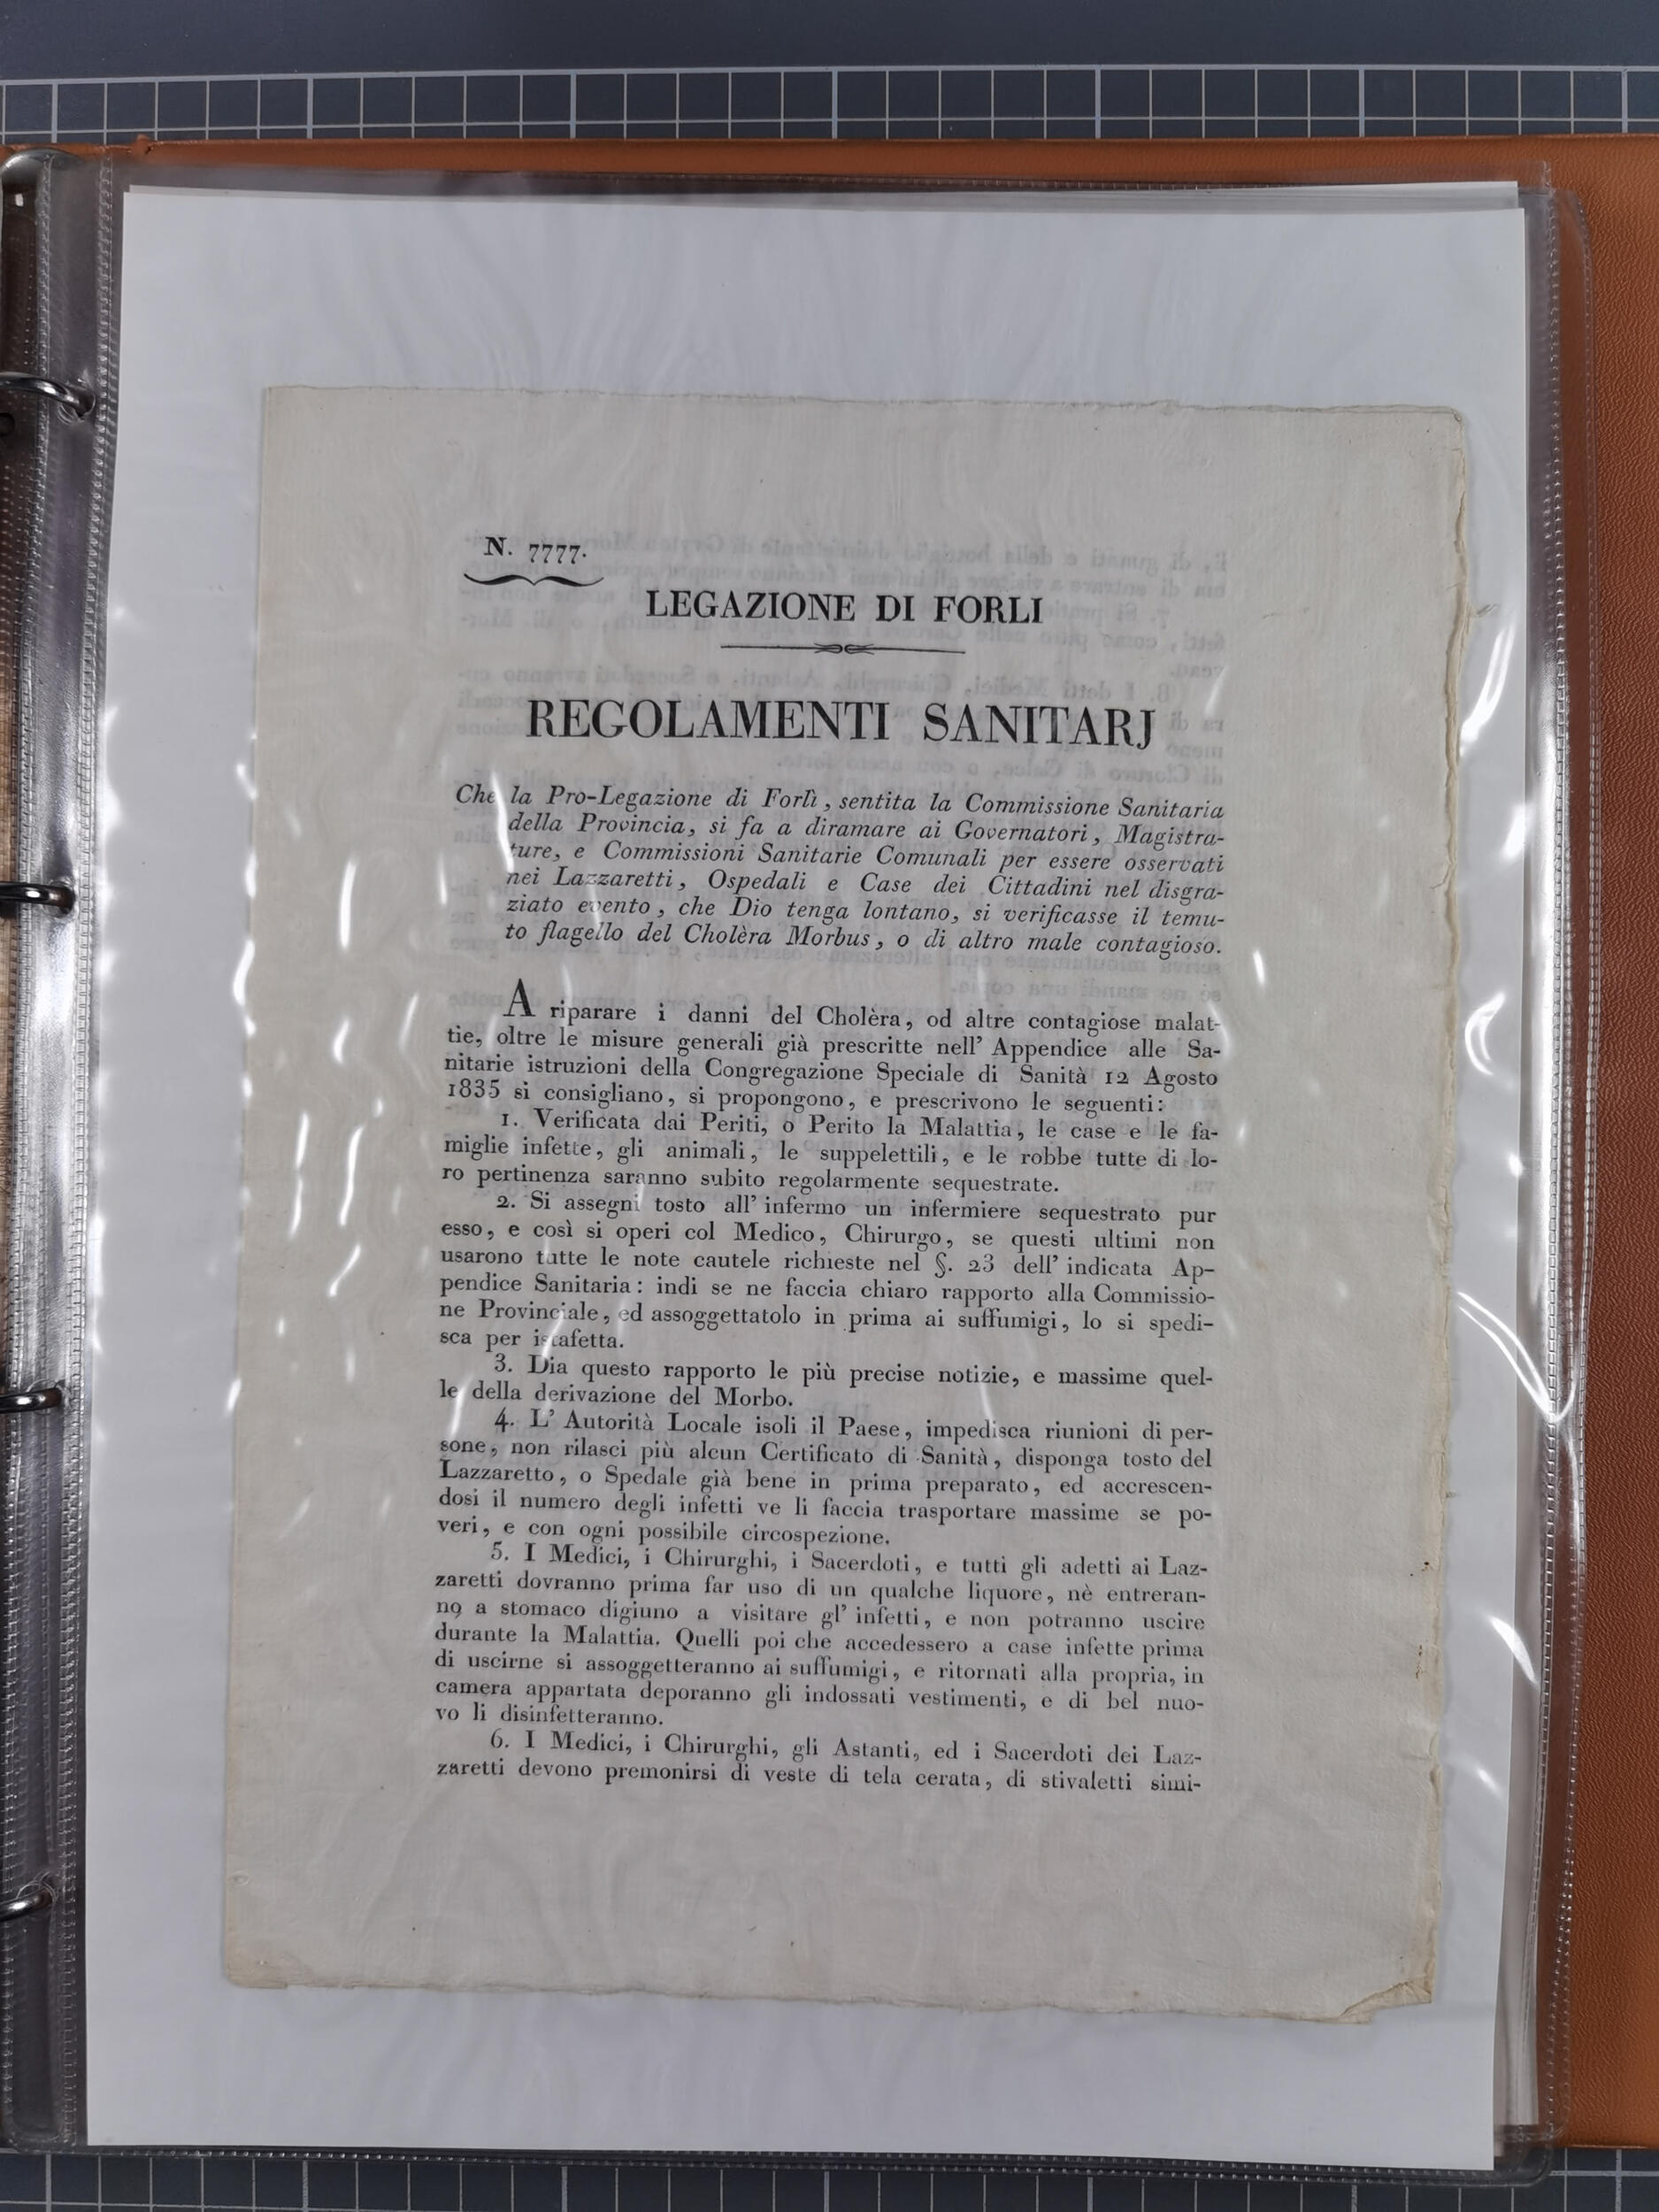 N. 7777.
LEGAZIONE DI FORLI
REGOLAMENTI SANITARJ
Che la Pro-Legazione di Forlì, sentita la Commissione Sanitaria
della Provincia, si fa a diramare ai Governatori, Magistra-
ture, e Commissioni Sanitarie Comunali per essere osservati
nei Lazzaretti, Ospedali e Case dei Cittadini nel disgra-
ziato evento, che Dio tenga lontano, si verificasse il temu-
to flagello del Cholèra Morbus, o di altro male contagioso.
A riparare i danni del Cholèra, od altre contagiose malat-
tie, oltre le misure generali già prescritte nell' Appendice alle Sa-
nitarie istruzioni della Congregazione Speciale di Sanità 12 Agosto
1835 si consigliano, si propongono, e prescrivono le seguenti:
1. Verificata dai Periti, o Perito la Malattia, le case e le fa-
miglie infette, gli animali, le suppelettili, e le robbe tutte di lo-
ro pertinenza saranno subito regolarmente sequestrate.
2. Si assegni tosto all' infermo un infermiere sequestrato pur
esso, e così si operi col Medico, Chirurgo, se questi ultimi non
usarono tutte le note cautele richieste nel §. 23 dell' indicata Ap-
pendice Sanitaria: indi se ne faccia chiaro rapporto alla Commissio-
ne Provinciale, ed assoggettatolo in prima ai suffumigi, lo si spedi-
sca per istafetta.
3. Dia questo rapporto le più precise notizie, e massime quel-
le della derivazione del Morbo.
4. L' Autorità Locale isoli il Paese, impedisca riunioni di per-
sone, non rilasci più alcun Certificato di Sanità, disponga tosto del
Lazzaretto, o Spedale già bene in prima preparato, ed accrescen-
dosi il numero degli infetti ve li faccia trasportare massime se po-
veri, e con ogni possibile circospezione.
5. I Medici, i Chirurghi, i Sacerdoti, e tutti gli adetti ai Laz-
zaretti dovranno prima far uso di un qualche liquore, nè entreran-
no a stomaco digiuno a visitare gl' infetti, e non potranno uscire
durante la Malattia. Quelli poi che accedessero a case infette prima
di uscirne si assoggetteranno ai suffumigi, e ritornati alla propria, in
camera appartata deporanno gli indossati vestimenti, e di bel nuo-
vo li disinfetteranno.
6. I Medici, i Chirurghi, gli Astanti, ed i Sacerdoti dei Laz-
zaretti devono premonirsi di veste di tela cerata, di stivaletti simi-